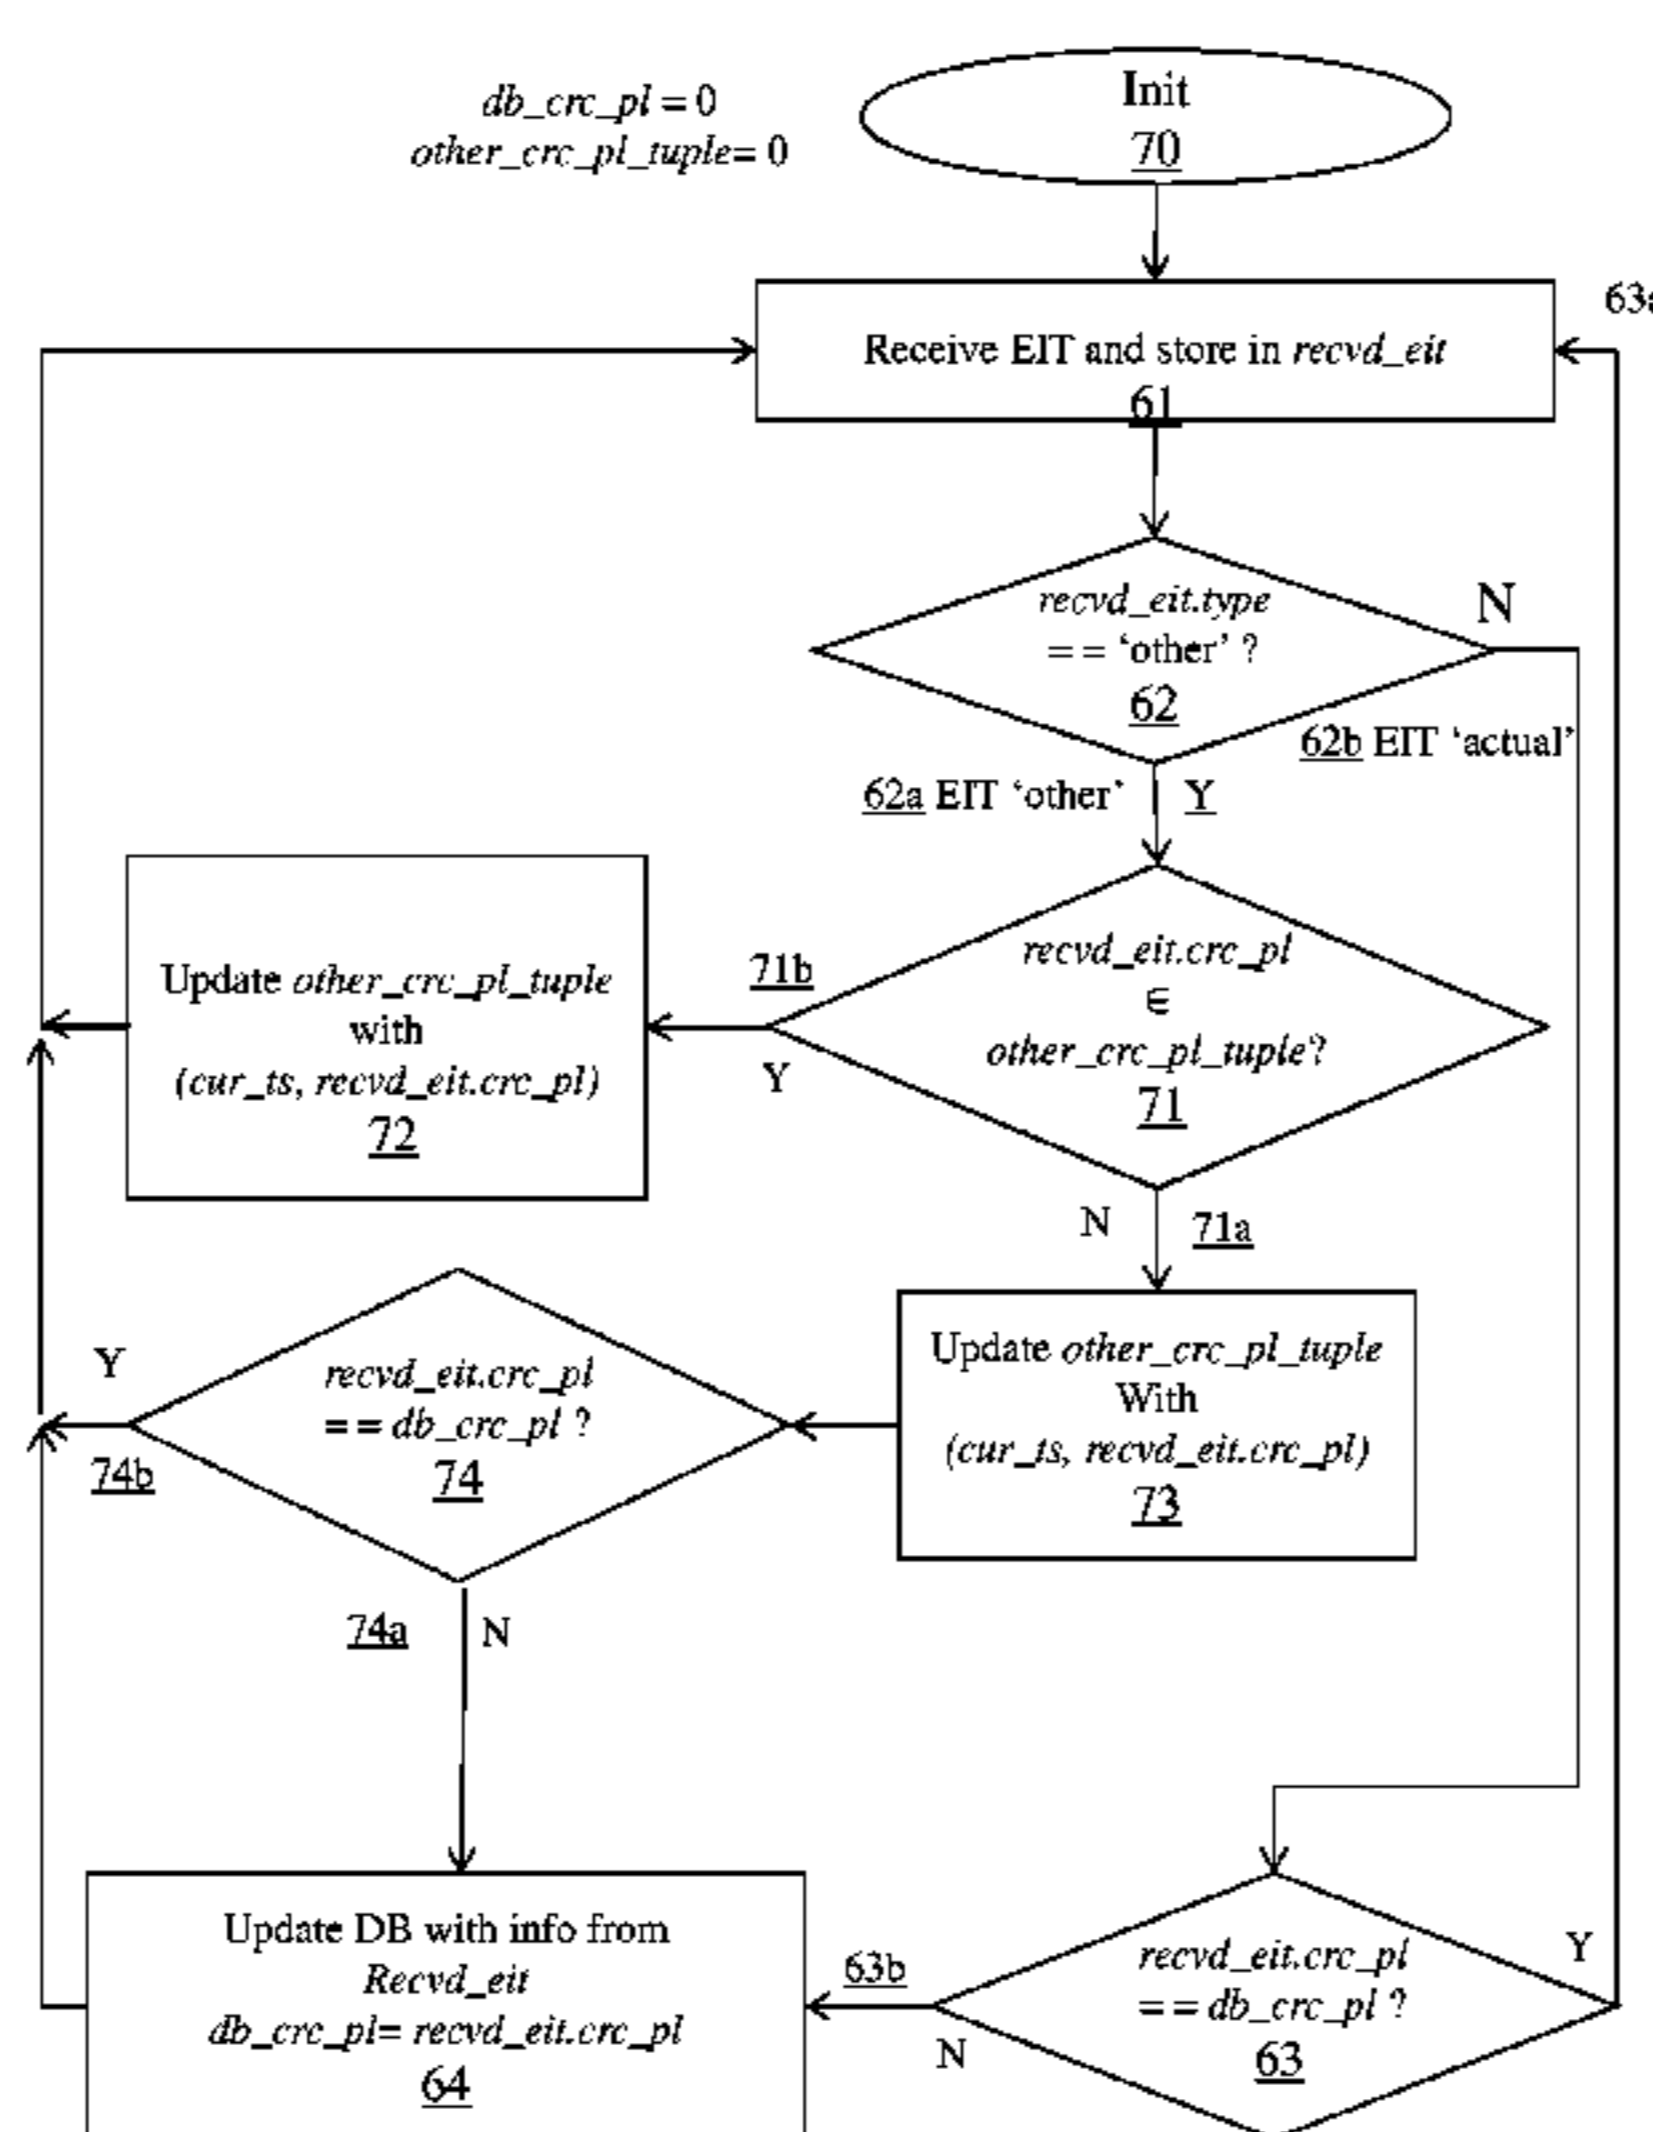 db_crc_pl = 0
other_crc_pl_tuple= 0
Init
70
63a
Receive EIT and store in recvd_eit
61
recvd_eit.type
== ‘other’ ?
62
N
62b EIT ‘actual’
62a EIT ‘other’ Y
recvd_eit.crc_pl
∈
other_crc_pl_tuple?
71
71b
Y
Update other_crc_pl_tuple
with
(cur_ts, recvd_eit.crc_pl)
72
N 71a
Update other_crc_pl_tuple
With
(cur_ts, recvd_eit.crc_pl)
73
recvd_eit.crc_pl
== db_crc_pl ?
74
Y
74b
74a N
Update DB with info from
Recvd_eit
db_crc_pl= recvd_eit.crc_pl
64
63b
N
recvd_eit.crc_pl
== db_crc_pl ?
63
Y